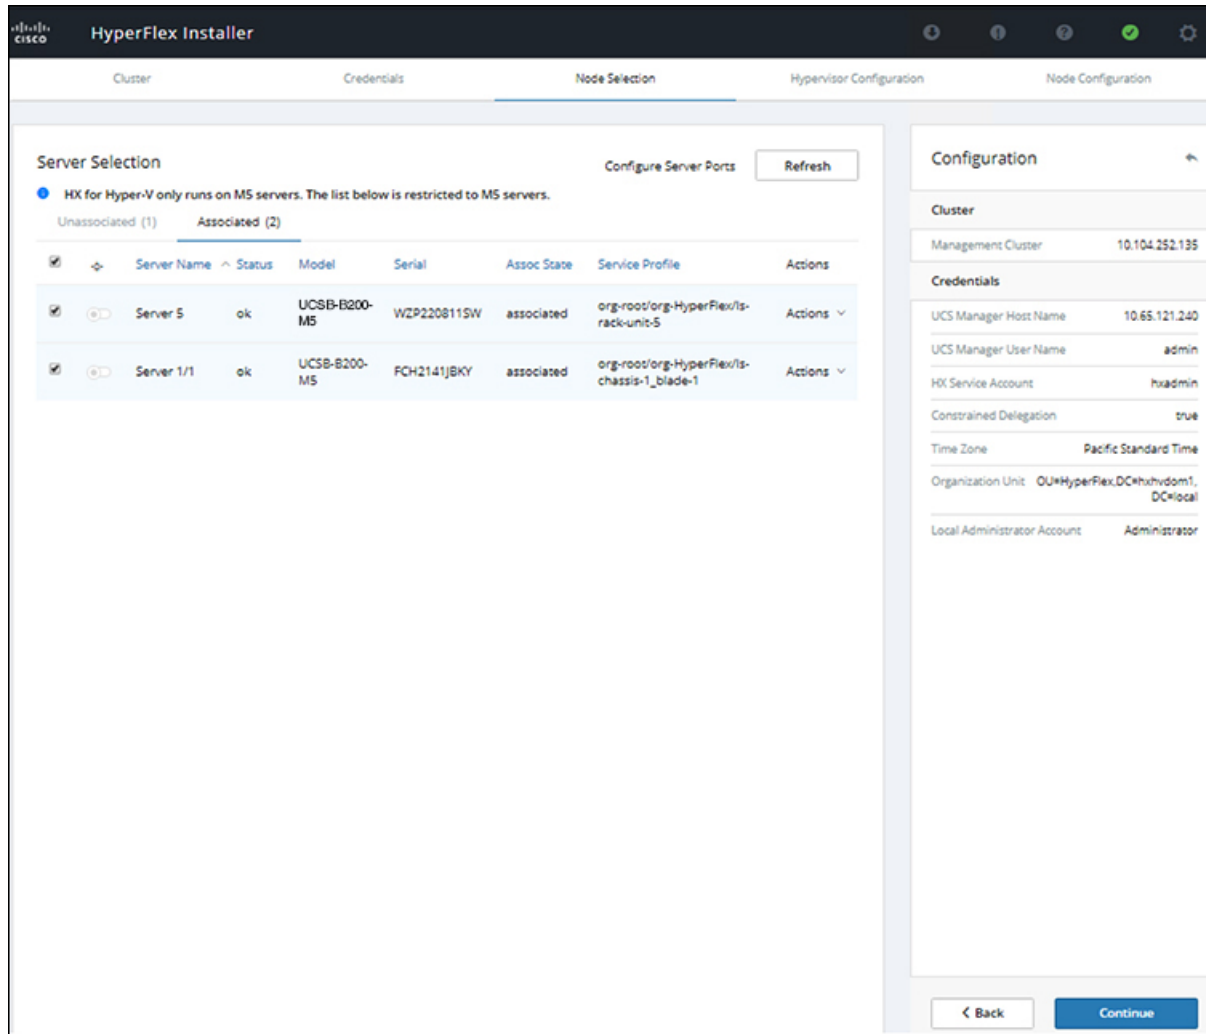 cisco HyperFlex Installer
Cluster Credentials Node Selection Hypervisor Configuration Node Configuration
Server Selection
Configure Server Ports Refresh
HX for Hyper-V only runs on M5 servers. The list below is restricted to M5 servers.
Unassociated (1) Associated (2)
Server Name Status Model Serial Assoc State Service Profile Actions
Server 5 ok UCSB-B200-M5 WZP220811SW associated org-root/org-HyperFlex/ls-rack-unit-5 Actions
Server 1/1 ok UCSB-B200-M5 FCH2141JBKY associated org-root/org-HyperFlex/ls-chassis-1_blade-1 Actions
Configuration
Cluster
Management Cluster 10.104.252.135
Credentials
UCS Manager Host Name 10.65.121.240
UCS Manager User Name admin
HX Service Account hxadmin
Constrained Delegation true
Time Zone Pacific Standard Time
Organization Unit OU=HyperFlex,DC=hxhvdom1,
DC=local
Local Administrator Account Administrator
< Back Continue